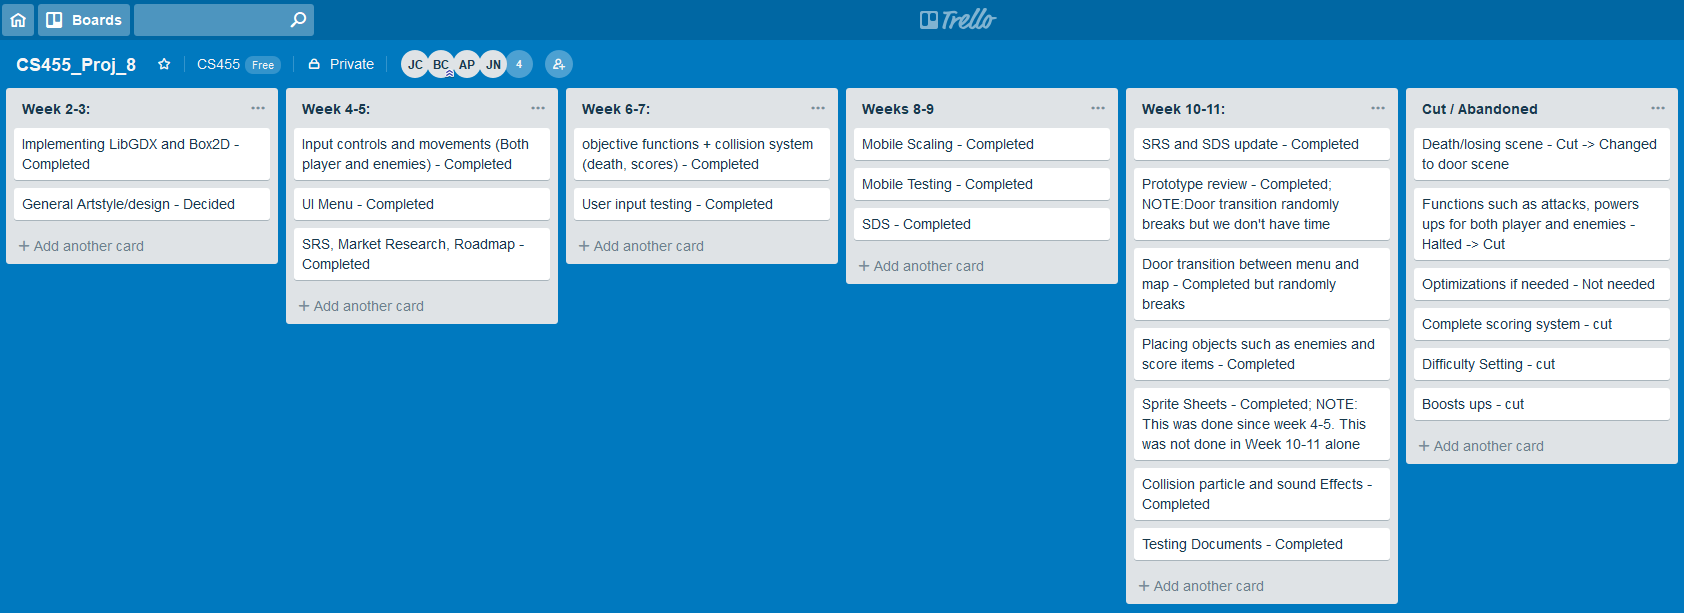 Boards
Trello
CS455_Proj_8
CS455 Free
Private
JC BC AP JN 4
Week 2-3:
Implementing LibGDX and Box2D -
Completed
General Artstyle/design - Decided
+ Add another card
Week 4-5:
Input controls and movements (Both
player and enemies) - Completed
UI Menu - Completed
SRS, Market Research, Roadmap -
Completed
+ Add another card
Week 6-7:
objective functions + collision system
(death, scores) - Completed
User input testing - Completed
+ Add another card
Weeks 8-9
Mobile Scaling - Completed
Mobile Testing - Completed
SDS - Completed
+ Add another card
Week 10-11:
SRS and SDS update - Completed
Prototype review - Completed;
NOTE:Door transition randomly
breaks but we don't have time
Door transition between menu and
map - Completed but randomly
breaks
Placing objects such as enemies and
score items - Completed
Sprite Sheets - Completed; NOTE:
This was done since week 4-5. This
was not done in Week 10-11 alone
Collision particle and sound Effects -
Completed
Testing Documents - Completed
+ Add another card
Cut / Abandoned
Death/losing scene - Cut -> Changed
to door scene
Functions such as attacks, powers
ups for both player and enemies -
Halted -> Cut
Optimizations if needed - Not needed
Complete scoring system - cut
Difficulty Setting - cut
Boosts ups - cut
+ Add another card